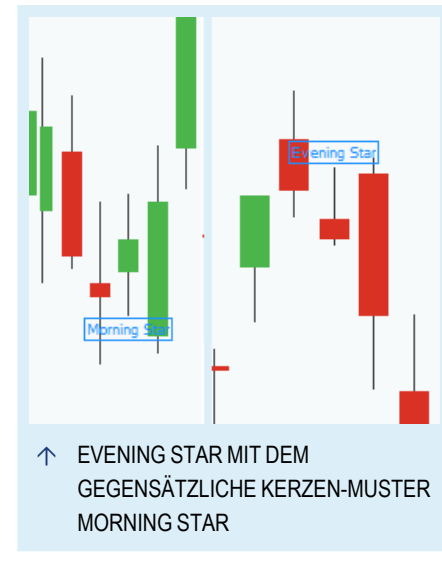 Evening Star
Morning Star
↑ EVENING STAR MIT DEM
GEGENSÄTZLICHE KERZEN-MUSTER
MORNING STAR